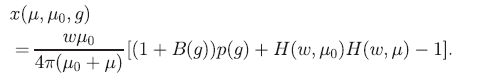 x(μ, μ₀, g)
= wμ₀/4π(μ₀ + μ) [(1 + B(g))p(g) + H(w, μ₀)H(w, μ) − 1].